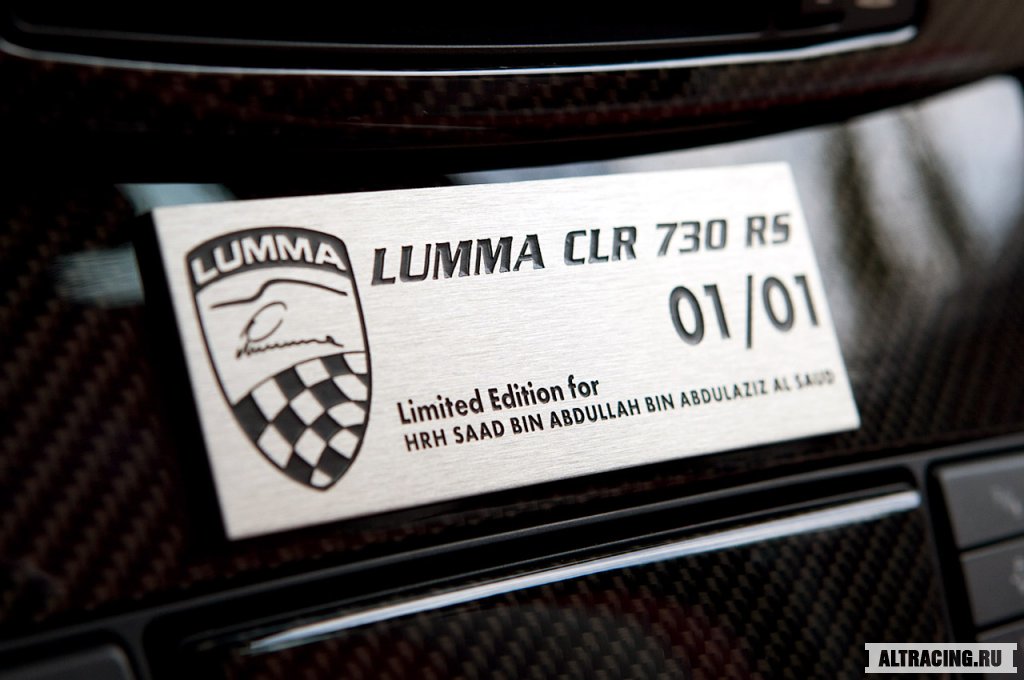 LUMMA
LUMMA CLR 730 RS
01/01
Limited Edition for
HRH SAAD BIN ABDULLAH BIN ABDULAZIZ AL SAUD
ALTRACING.RU